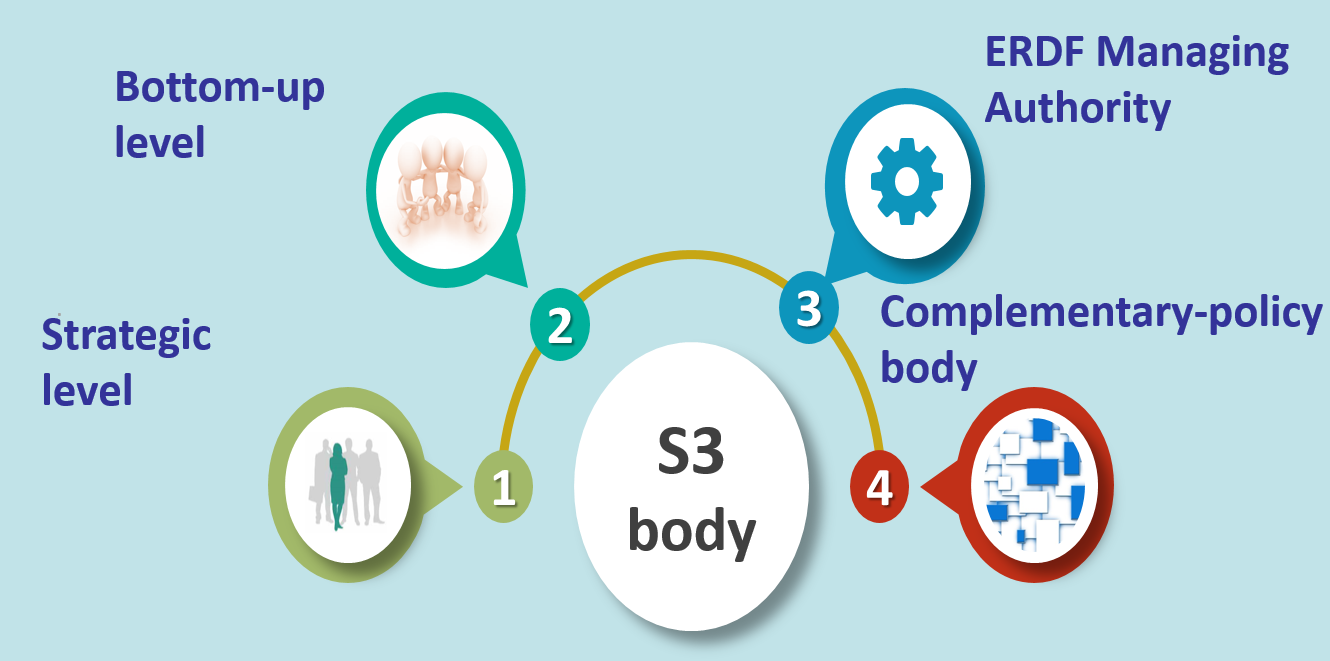 Strategic
level
1
Bottom-up
level
2
ERDF Managing
Authority
3
Complementary-policy
body
4
S3
body